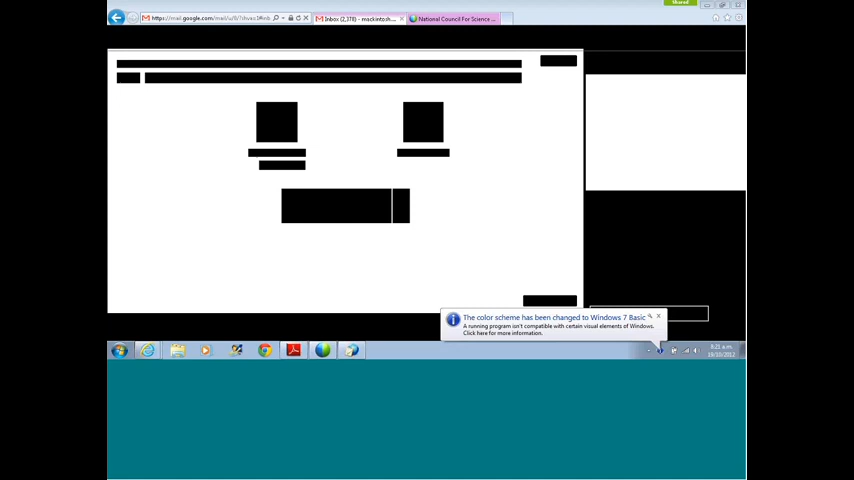 Shared
https://mail.google.com/mail/u/0/?shva=1#inb
Inbox (2,378) - mackintosh....
National Council For Science ...
The color scheme has been changed to Windows 7 Basic
A running program isn't compatible with certain visual elements of Windows.
Click here for more information.
8:21 a.m.
19/10/2012